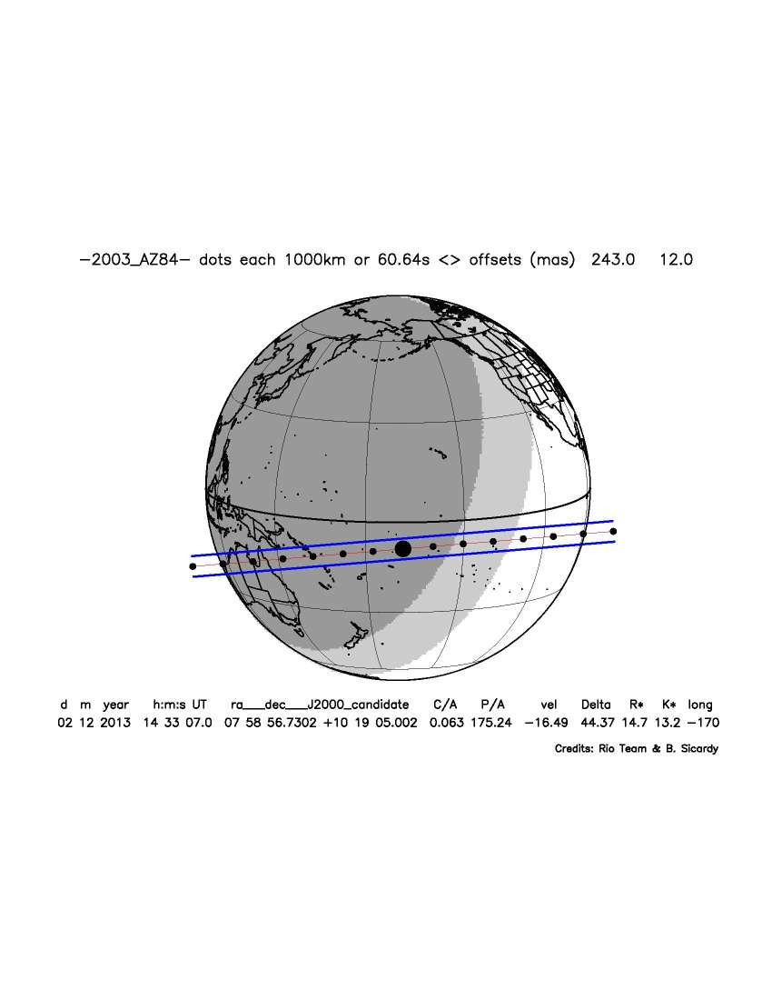 −2003_AZ84− dots each 1000km or 60.64s <> offsets (mas) 243.0 12.0
d m year h:m:s UT ra___dec___J2000_candidate C/A P/A vel Delta R* K* long
02 12 2013 14 33 07.0 07 58 56.7302 +10 19 05.002 0.063 175.24 −16.49 44.37 14.7 13.2 −170
Credits: Rio Team & B. Sicardy